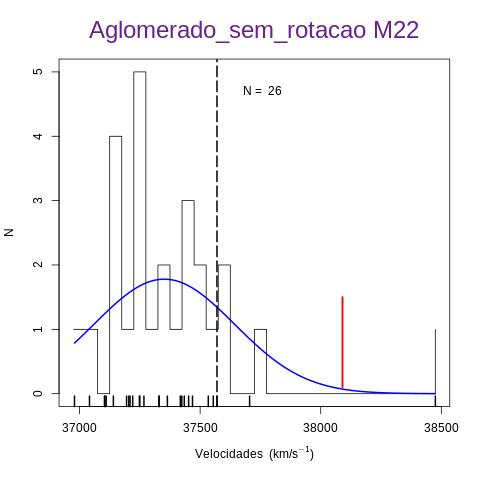 Aglomerado_sem_rotacao M22
N = 26
N
5
4
3
2
1
0
37000 37500 38000 38500
Velocidades (km/s⁻¹)